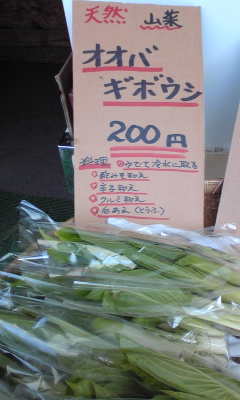 天然 山菜
オオバ
ギボウシ
200円
料理 ゆでて冷水に取る
酢みそ和え
辛子和え
クルミ和え
白あえ(とうふ)